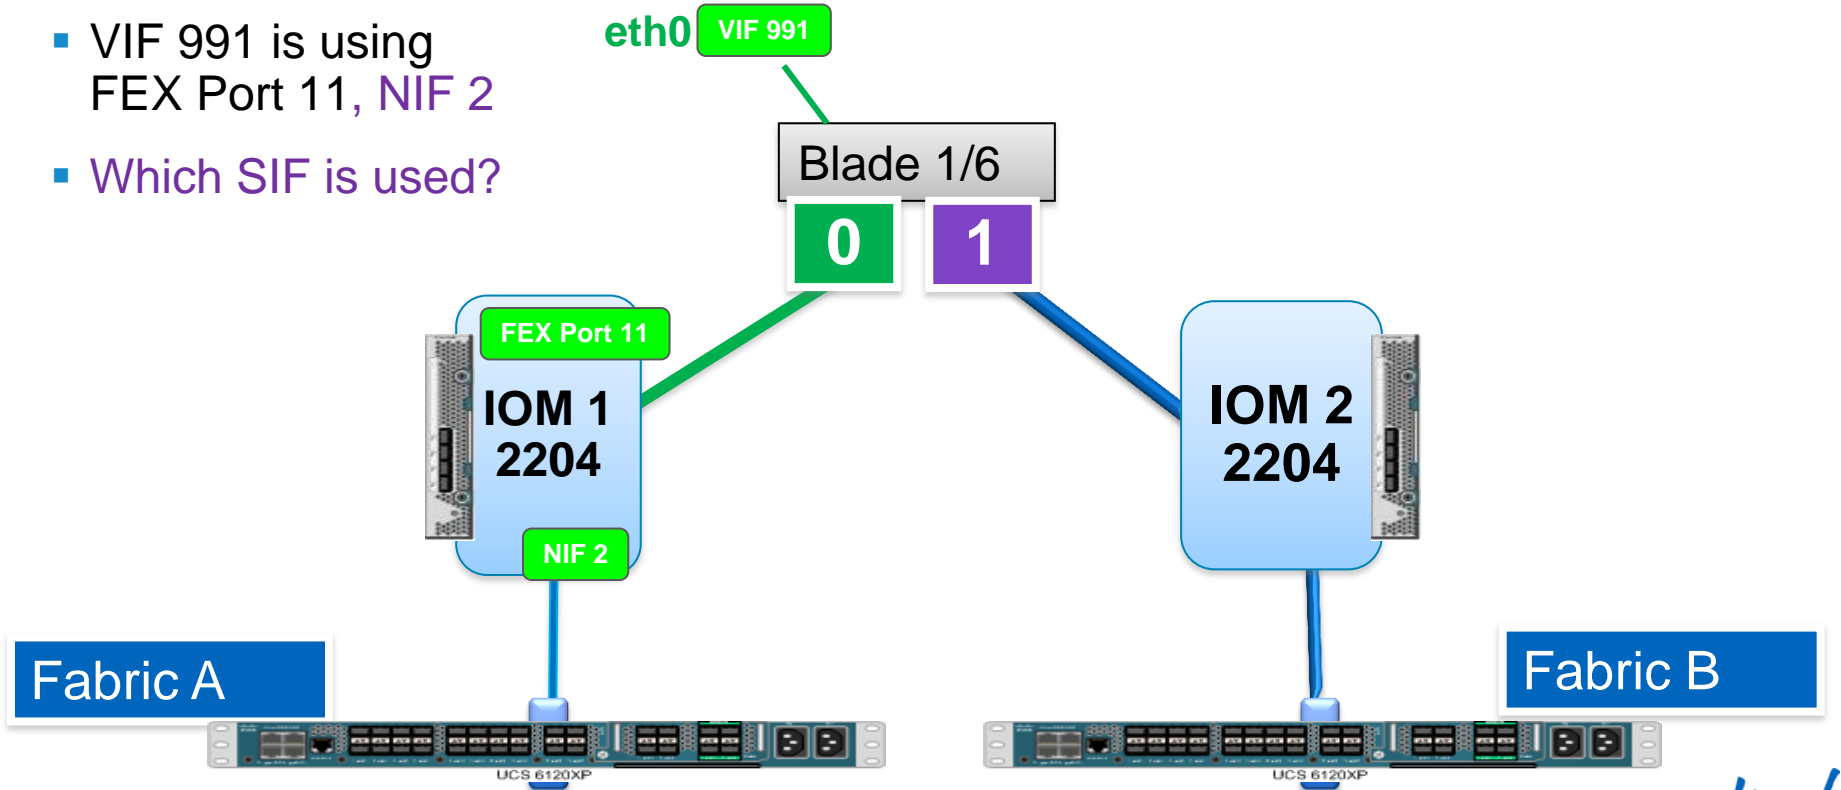 VIF 991 is using
FEX Port 11, NIF 2
Which SIF is used?
eth0
VIF 991
Blade 1/6
0
1
FEX Port 11
IOM 1
2204
NIF 2
IOM 2
2204
Fabric A
Fabric B
UCS 6120XP
UCS 6120XP